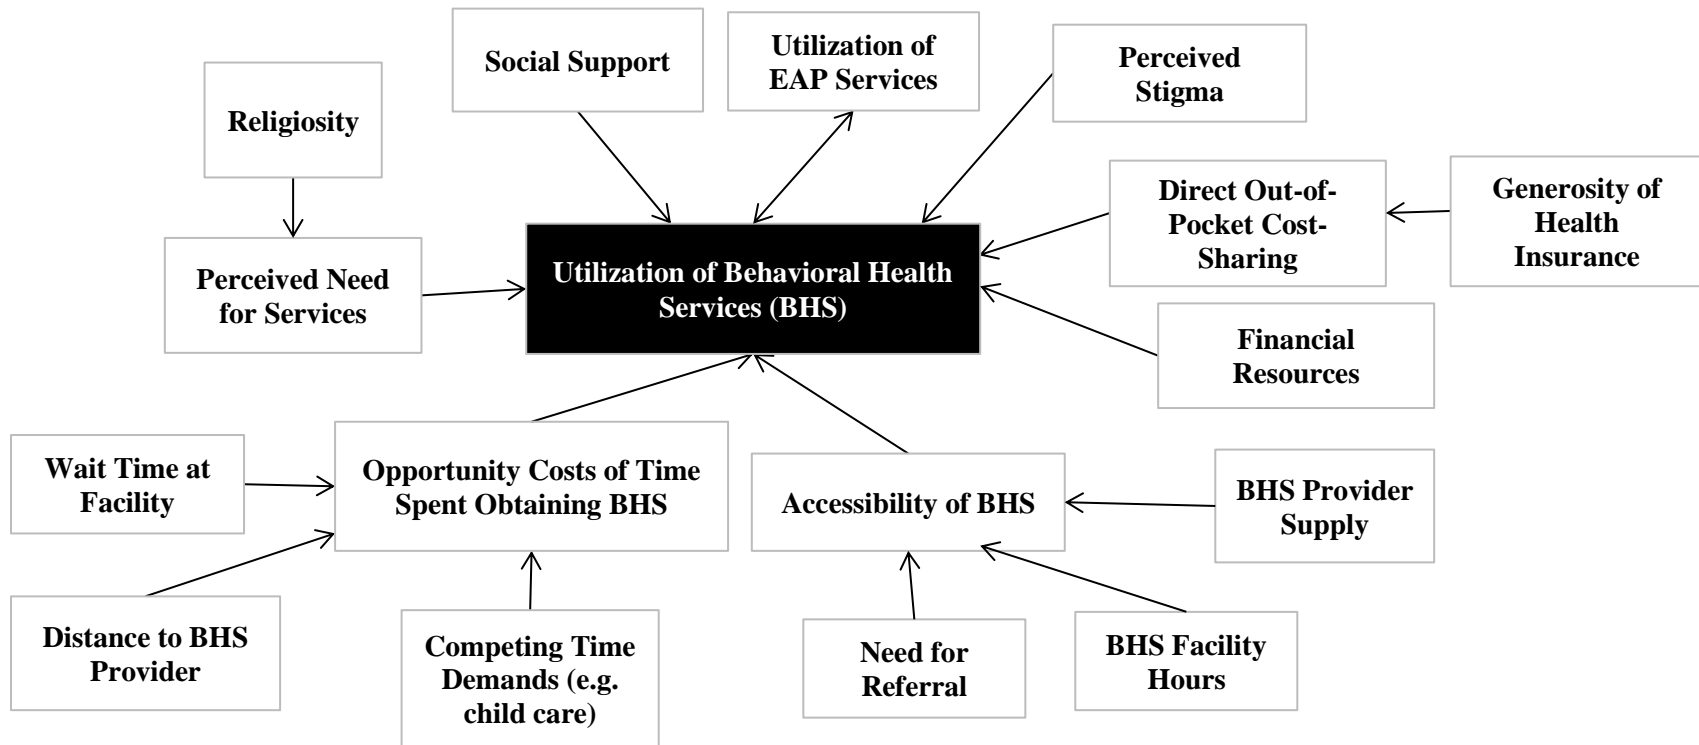 Social Support
Utilization of
EAP Services
Perceived
Stigma
Religiosity
Direct Out-of-
Pocket Cost-
Sharing
Generosity of
Health
Insurance
Perceived Need
for Services
Utilization of Behavioral Health
Services (BHS)
Financial
Resources
Wait Time at
Facility
Opportunity Costs of Time
Spent Obtaining BHS
Accessibility of BHS
BHS Provider
Supply
Distance to BHS
Provider
Competing Time
Demands (e.g.
child care)
Need for
Referral
BHS Facility
Hours